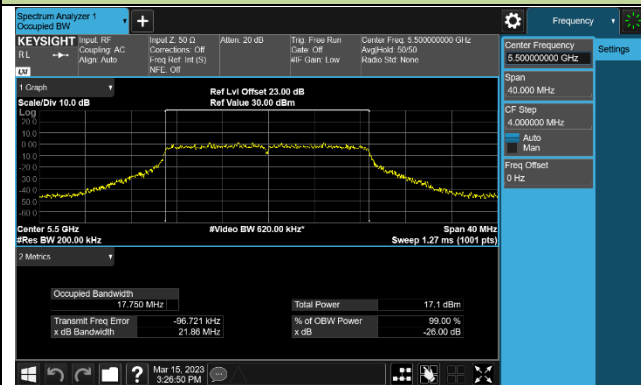 Spectrum Analyzer 1
Occupied BW
Frequency
KEYSIGHT
RL
Input: RF
Coupling: AC
Align: Auto
Input Z: 50 Ω
Corrections: Off
Freq Ref: Int (S)
NFE: Off
Atten: 20 dB
Trig: Free Run
Gate: Off
#IF Gain: Low
Center Freq: 5.500000000 GHz
Avg|Hold: 50/50
Radio Std: None
Center Frequency
5.500000000 GHz
Settings
Span
40.000 MHz
CF Step
4.000000 MHz
Auto
Man
Freq Offset
0 Hz
1 Graph
Scale/Div 10.0 dB
Ref Lvl Offset 23.00 dB
Ref Value 30.00 dBm
Log
20.0
10.0
0.00
-10.0
-20.0
-30.0
-40.0
-50.0
-60.0
Center 5.5 GHz
#Res BW 200.00 kHz
#Video BW 620.00 kHz*
Span 40 MHz
Sweep 1.27 ms (1001 pts)
2 Metrics
Occupied Bandwidth
17.750 MHz
Total Power 17.1 dBm
Transmit Freq Error -96.721 kHz
% of OBW Power 99.00 %
x dB Bandwidth 21.86 MHz
x dB -26.00 dB
?
Mar 15, 2023
3:26:50 PM